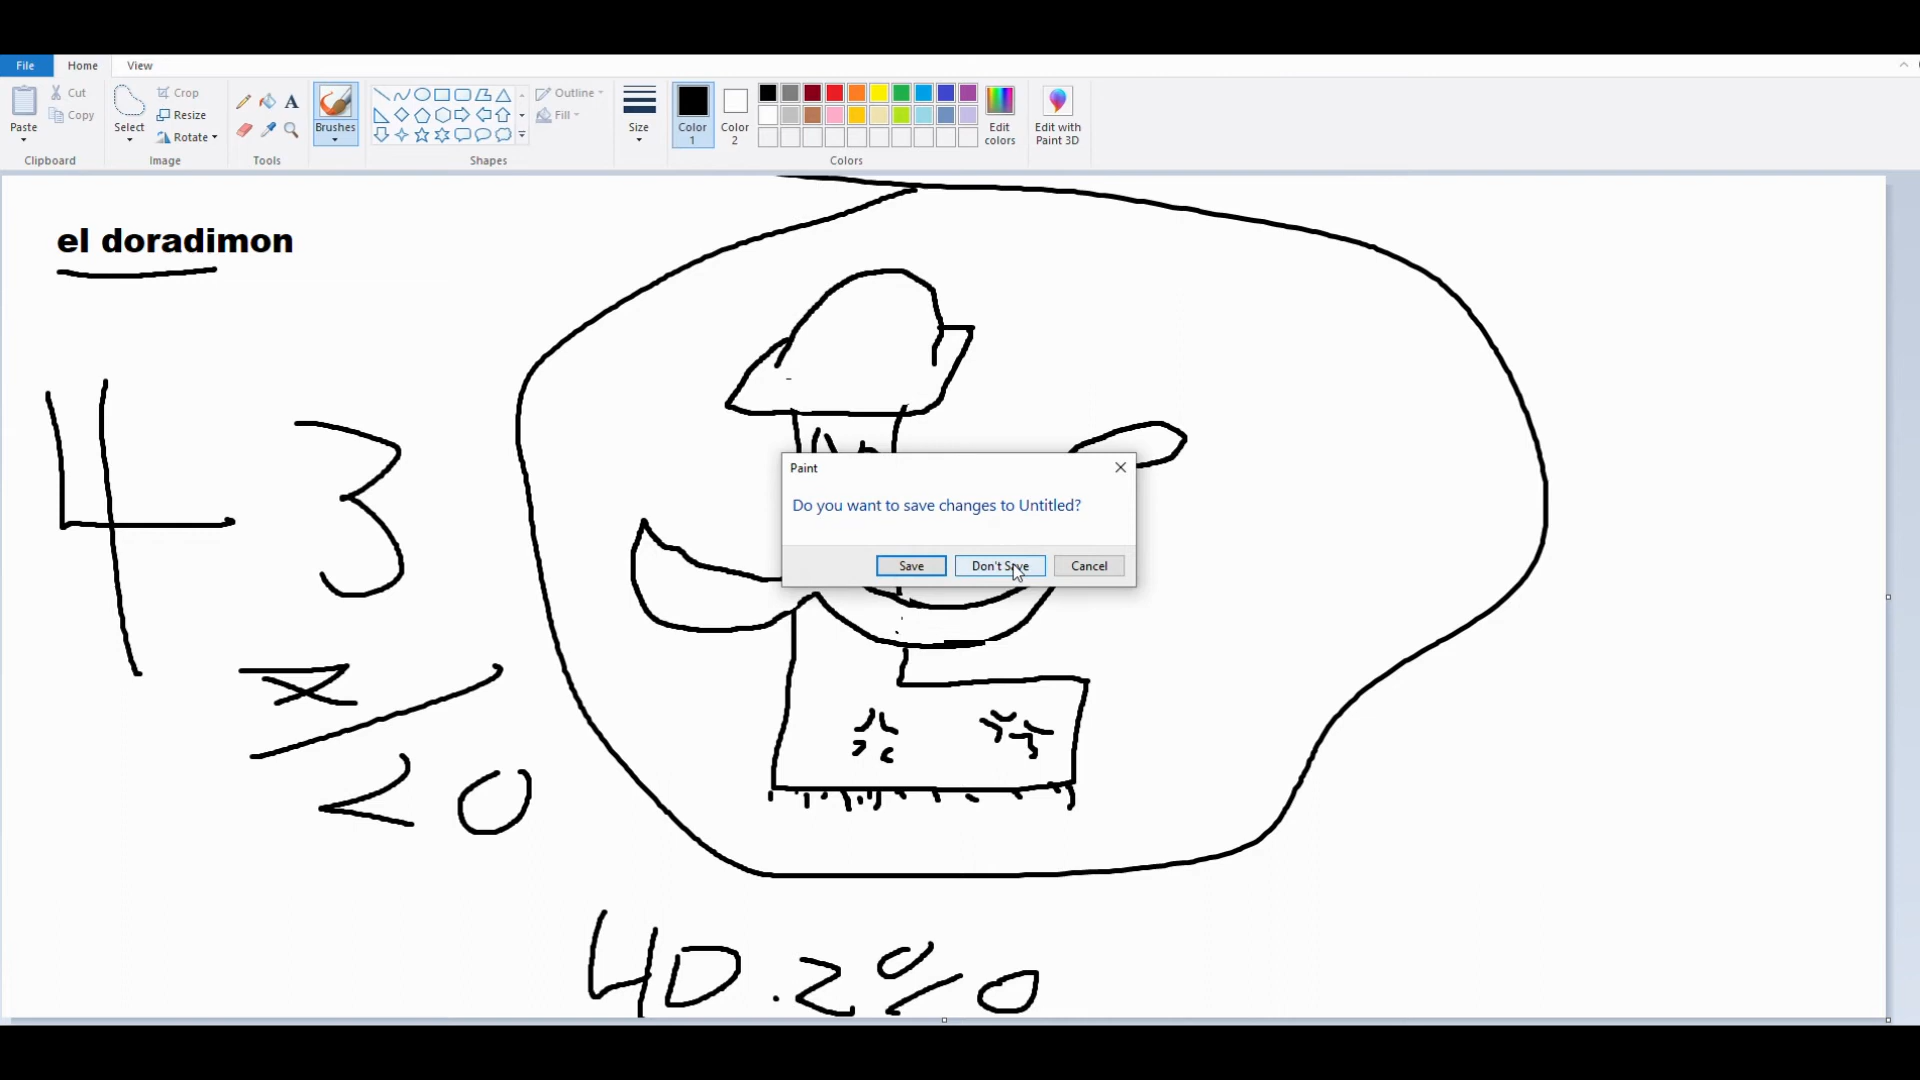 File Home View
Cut
Copy
Paste
Clipboard
Select
Crop
Resize
Rotate
Image
Tools
Brushes
Shapes
Outline
Fill
Size
Color 1
Color 2
Colors
Edit colors
Edit with Paint 3D
el doradimon
4 3
< 0
Paint
Do you want to save changes to Untitled?
Save Don't Save Cancel
40.2%